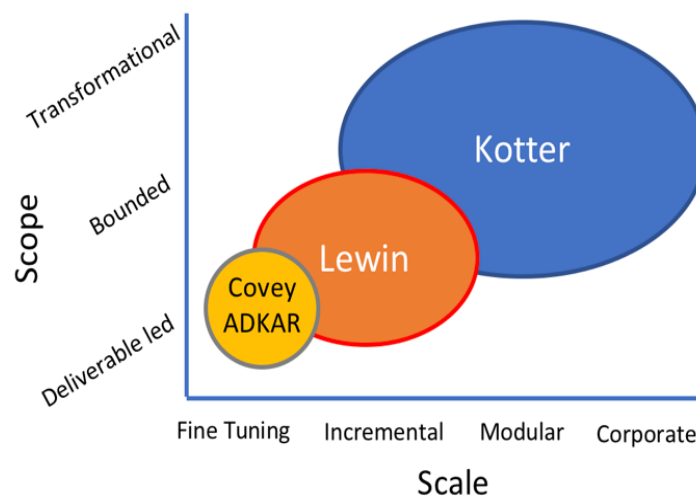 Transformational
Kotter
Bounded
Scope
Lewin
Covey
ADKAR
Deliverable led
Fine Tuning
Incremental
Modular
Corporate
Scale